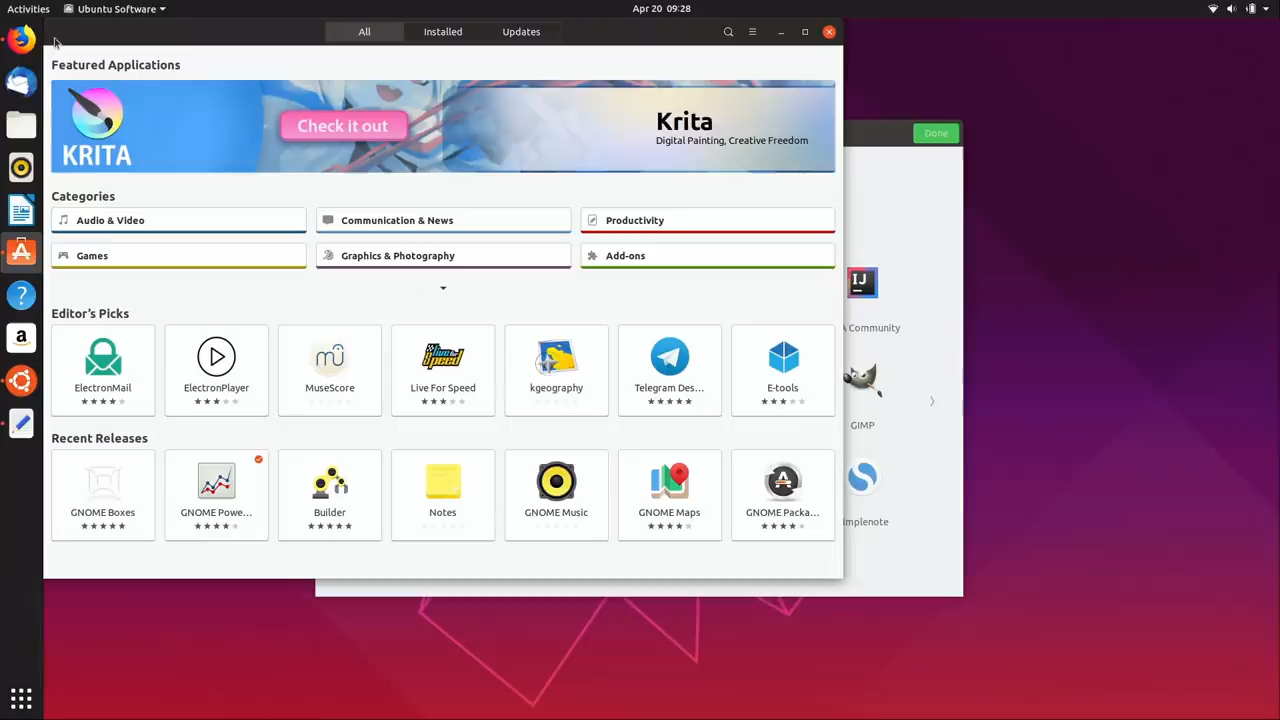 Activities
Ubuntu Software
Apr 20 09:28
All
Installed
Updates
Featured Applications
KRITA
Check it out
Krita
Digital Painting, Creative Freedom
Done
Categories
Audio & Video
Communication & News
Productivity
Games
Graphics & Photography
Add-ons
IJ
A Community
Editor's Picks
ElectronMail
ElectronPlayer
MuseScore
Live For Speed
kgeography
Telegram Des...
E-tools
GIMP
Recent Releases
GNOME Boxes
GNOME Powe...
Builder
Notes
GNOME Music
GNOME Maps
GNOME Packa...
implenote